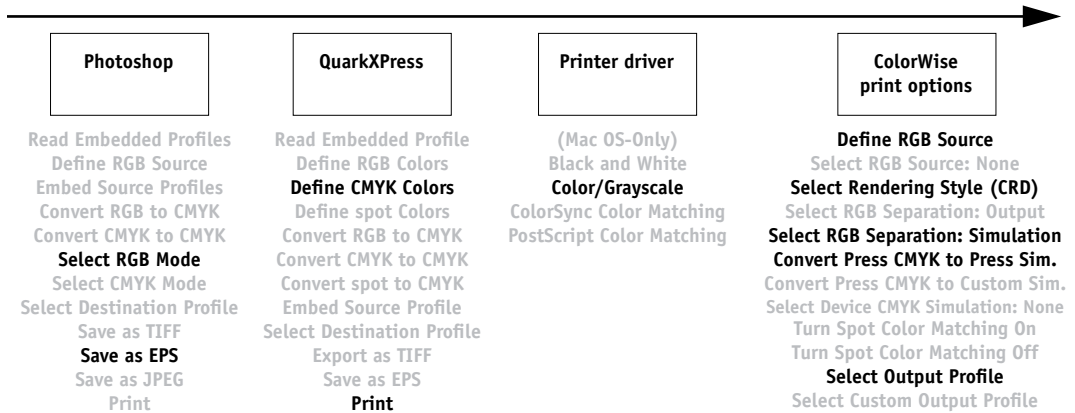 Photoshop
QuarkXPress
Printer driver
ColorWise
print options
Read Embedded Profiles
Define RGB Source
Embed Source Profiles
Convert RGB to CMYK
Convert CMYK to CMYK
Select RGB Mode
Select CMYK Mode
Select Destination Profile
Save as TIFF
Save as EPS
Save as JPEG
Print
Read Embedded Profile
Define RGB Colors
Define CMYK Colors
Define spot Colors
Convert RGB to CMYK
Convert CMYK to CMYK
Convert spot to CMYK
Embed Source Profile
Select Destination Profile
Export as TIFF
Save as EPS
Print
(Mac OS-Only)
Black and White
Color/Grayscale
ColorSync Color Matching
PostScript Color Matching
Define RGB Source
Select RGB Source: None
Select Rendering Style (CRD)
Select RGB Separation: Output
Select RGB Separation: Simulation
Convert Press CMYK to Press Sim.
Convert Press CMYK to Custom Sim.
Select Device CMYK Simulation: None
Turn Spot Color Matching On
Turn Spot Color Matching Off
Select Output Profile
Select Custom Output Profile